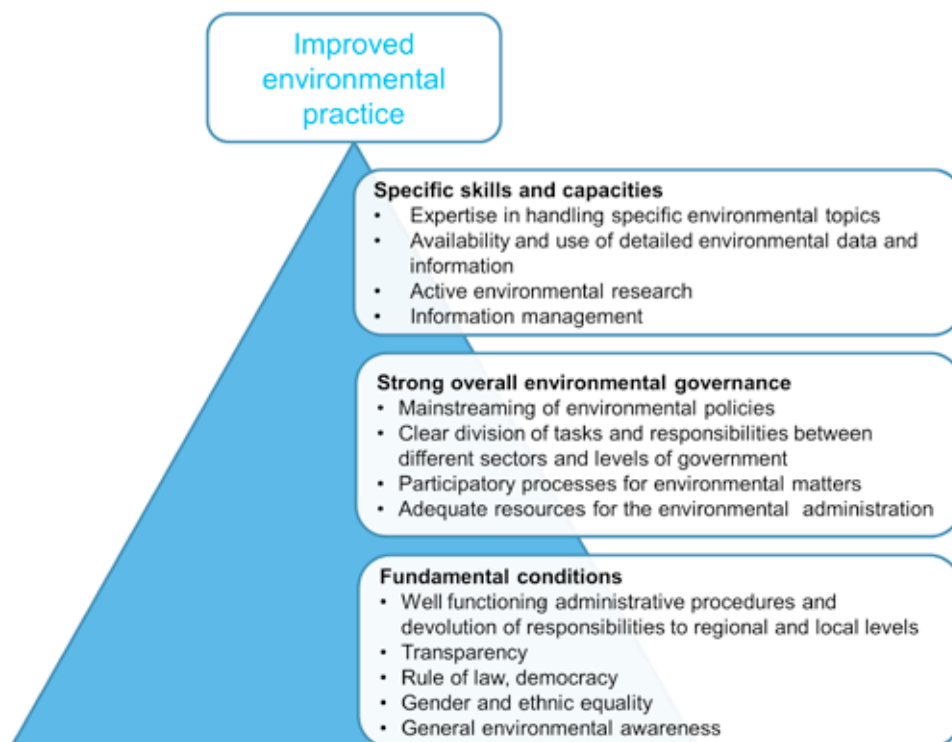 Improved
environmental
practice
Specific skills and capacities
• Expertise in handling specific environmental topics
• Availability and use of detailed environmental data and
information
• Active environmental research
• Information management
Strong overall environmental governance
• Mainstreaming of environmental policies
• Clear division of tasks and responsibilities between
different sectors and levels of government
• Participatory processes for environmental matters
• Adequate resources for the environmental administration
Fundamental conditions
• Well functioning administrative procedures and
devolution of responsibilities to regional and local levels
• Transparency
• Rule of law, democracy
• Gender and ethnic equality
• General environmental awareness